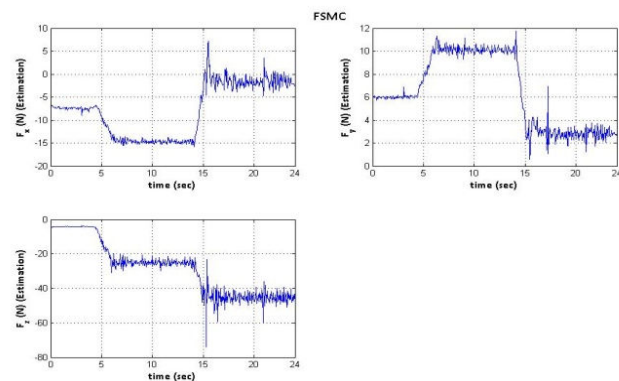 FSMC
10
5
0
-5
-10
-15
-20
F_x (N) (Estimation)
0 5 10 15 20 24
time (sec)
12
10
8
6
4
2
0
F_y (N) (Estimation)
0 5 10 15 20 24
time (sec)
0
-20
-40
-60
-80
F_z (N) (Estimation)
0 5 10 15 21 24
time (sec)